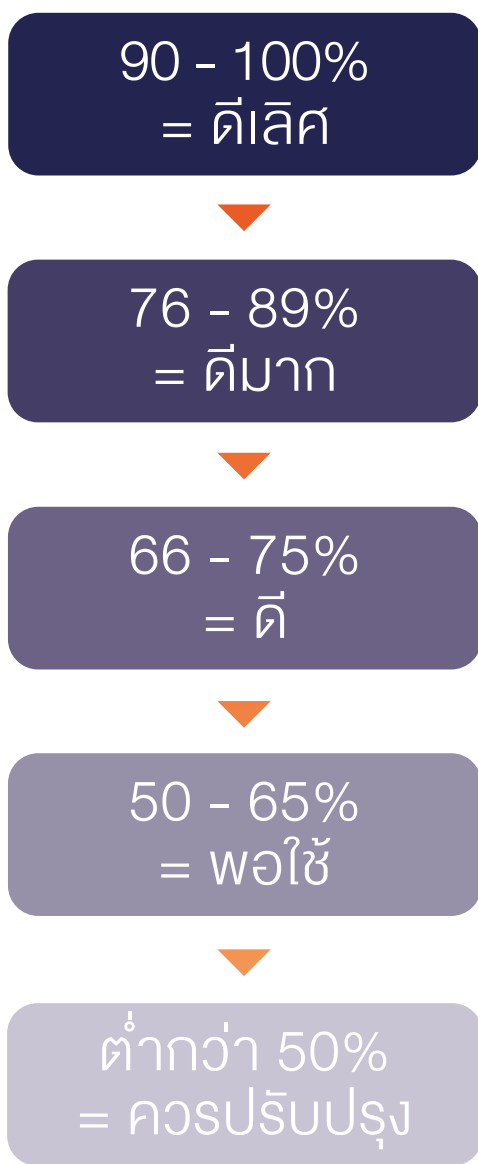 90 - 100%
= ดีเลิศ
76 - 89%
= ดีมาก
66 - 75%
= ดี
50 - 65%
= พอใช้
ต่ำกว่า 50%
= ควรปรับปรุง